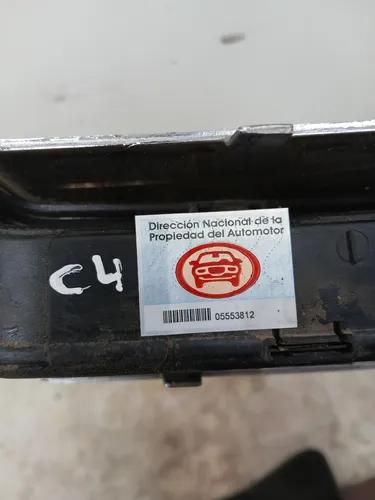 Dirección Nacional de la
Propiedad del Automotor
C4
05553812